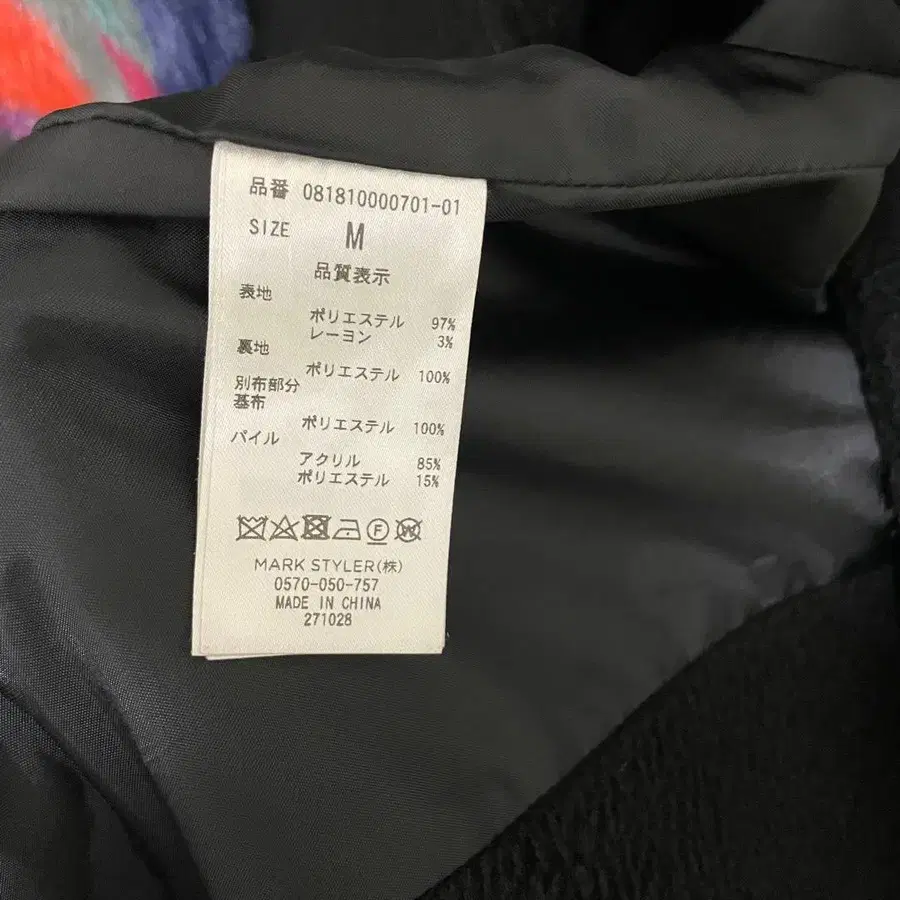 品番 081810000701-01
SIZE M
品質表示
表地
ポリエステル 97%
レーヨン 3%
裏地
ポリエステル 100%
別布部分
基布
ポリエステル 100%
パイル
アクリル 85%
ポリエステル 15%
F W
MARK STYLER(株)
0570-050-757
MADE IN CHINA
271028